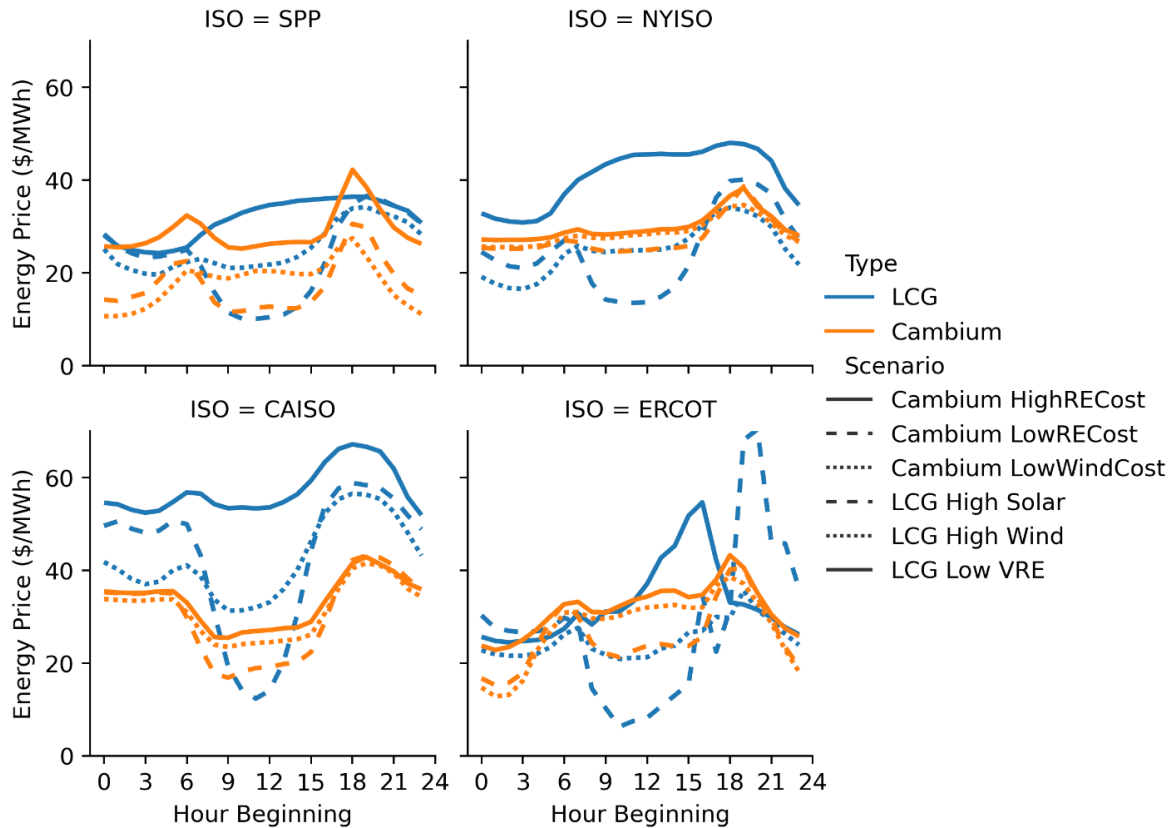 ISO = SPP
ISO = NYISO
Energy Price ($/MWh)
60
40
20
0
ISO = CAISO
ISO = ERCOT
Energy Price ($/MWh)
60
40
20
0
0 3 6 9 12 15 18 21 24
Hour Beginning
0 3 6 9 12 15 18 21 24
Hour Beginning
Type
LCG
Cambium
Scenario
Cambium HighRECost
Cambium LowRECost
Cambium LowWindCost
LCG High Solar
LCG High Wind
LCG Low VRE